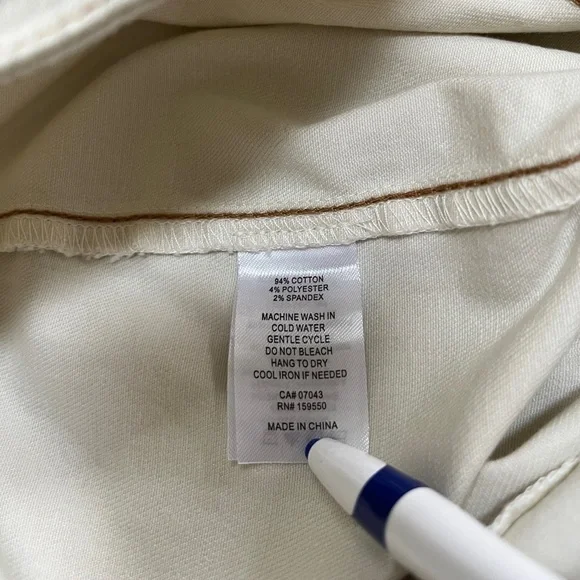 94% COTTON
4% POLYESTER
2% SPANDEX
MACHINE WASH IN
COLD WATER
GENTLE CYCLE
DO NOT BLEACH
HANG TO DRY
COOL IRON IF NEEDED
CA# 07043
RN# 159550
MADE IN CHINA